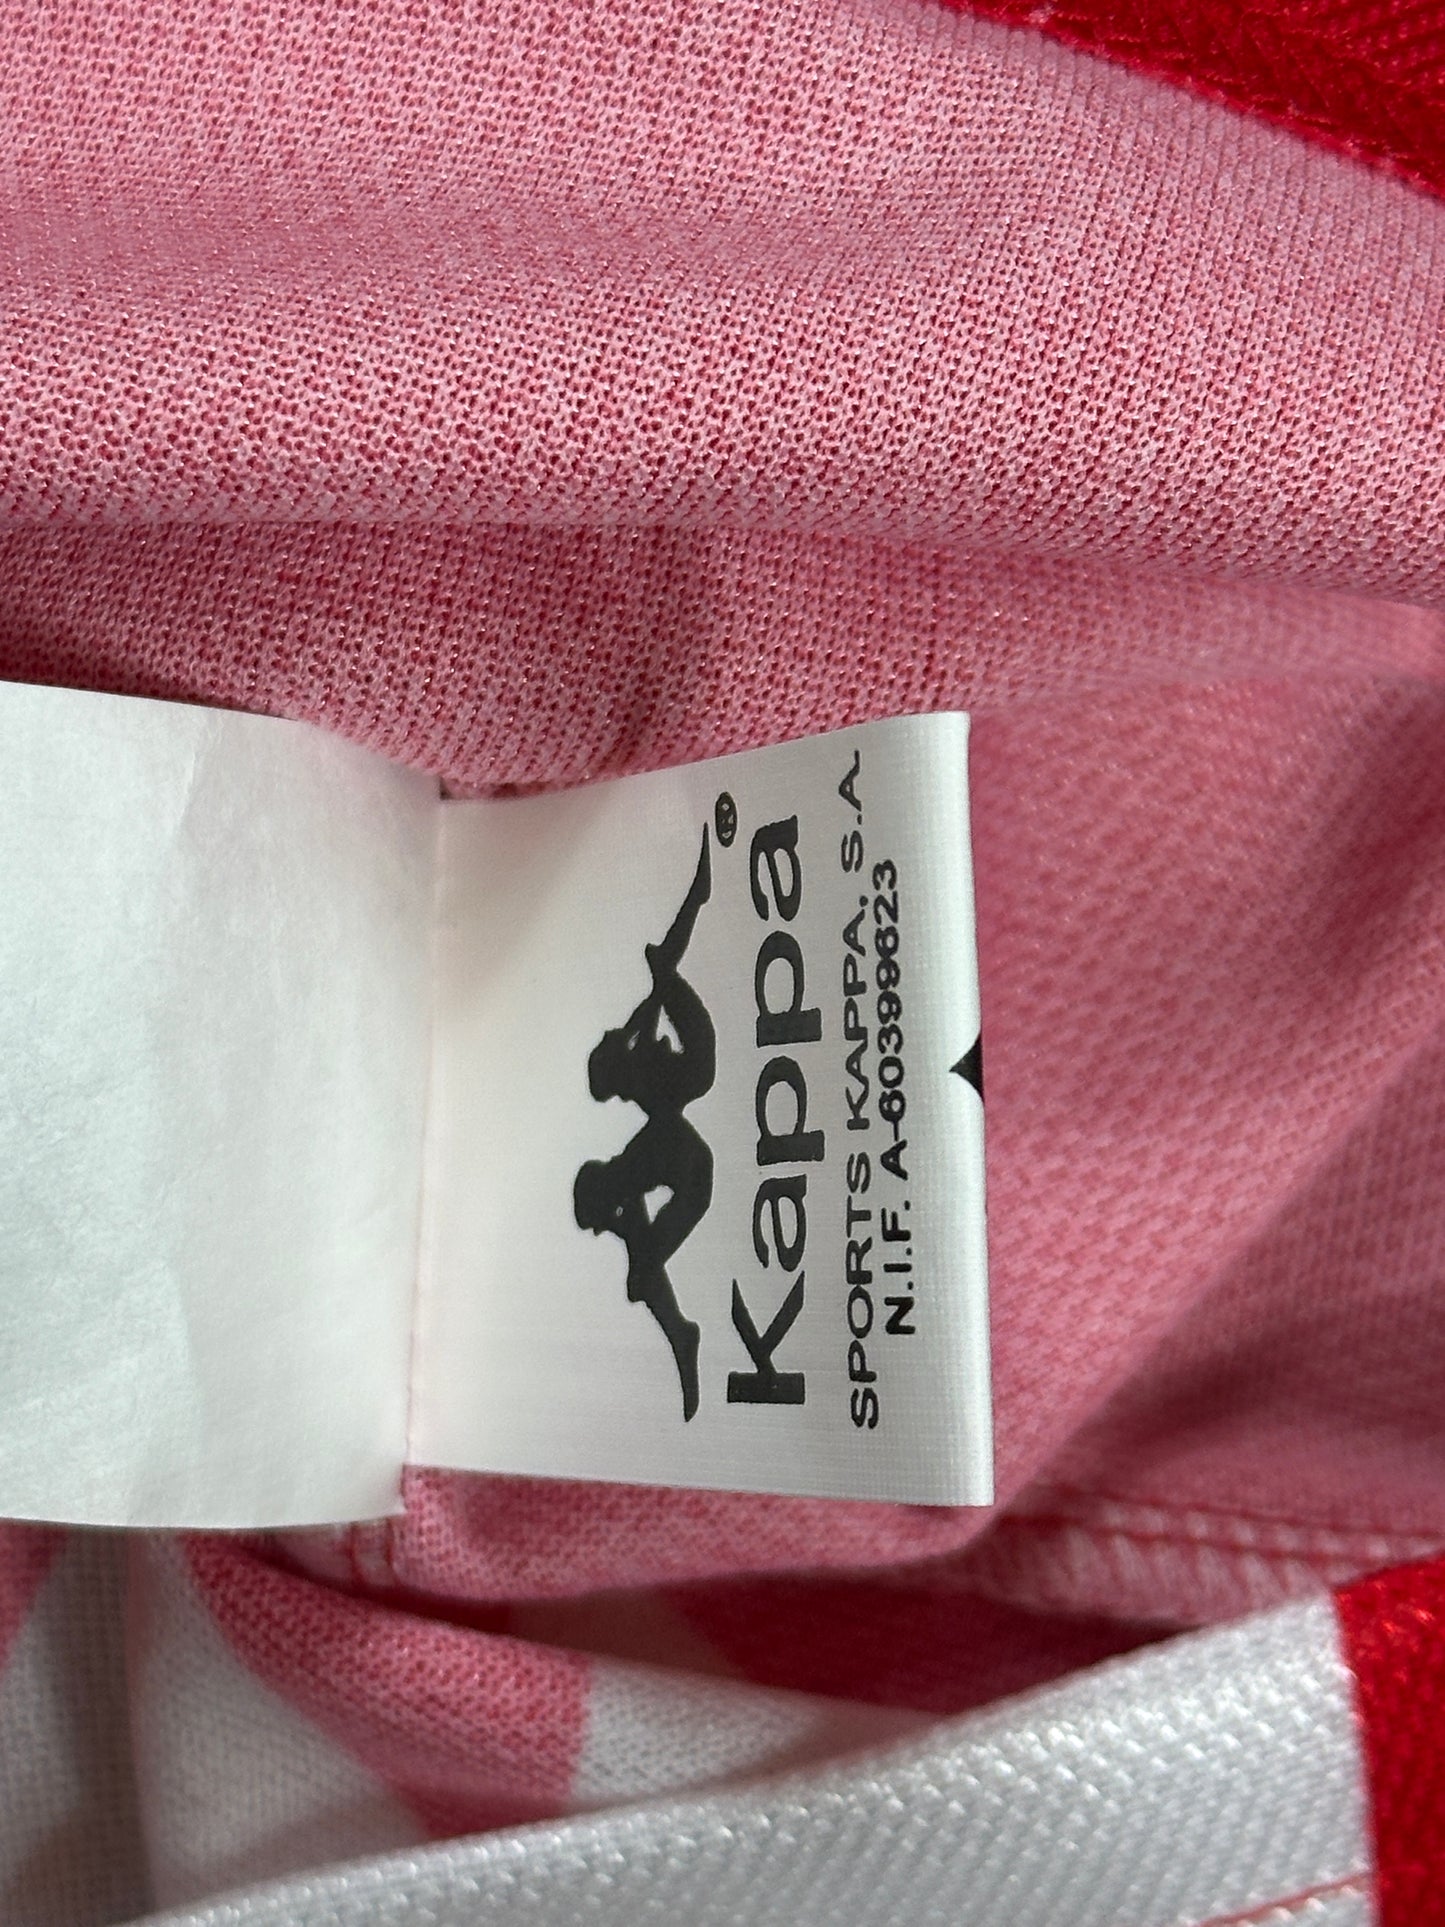 Kappa®
SPORTS KAPPA, S.A.
N.I.F. A-60399623